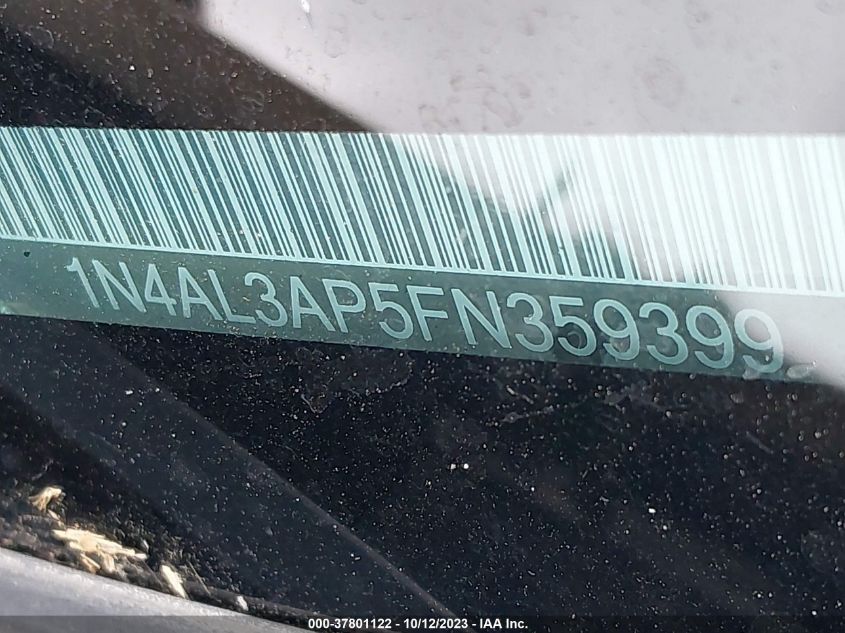 1N4AL3AP5FN359399
000-37801122 - 10/12/2023 - IAA Inc.